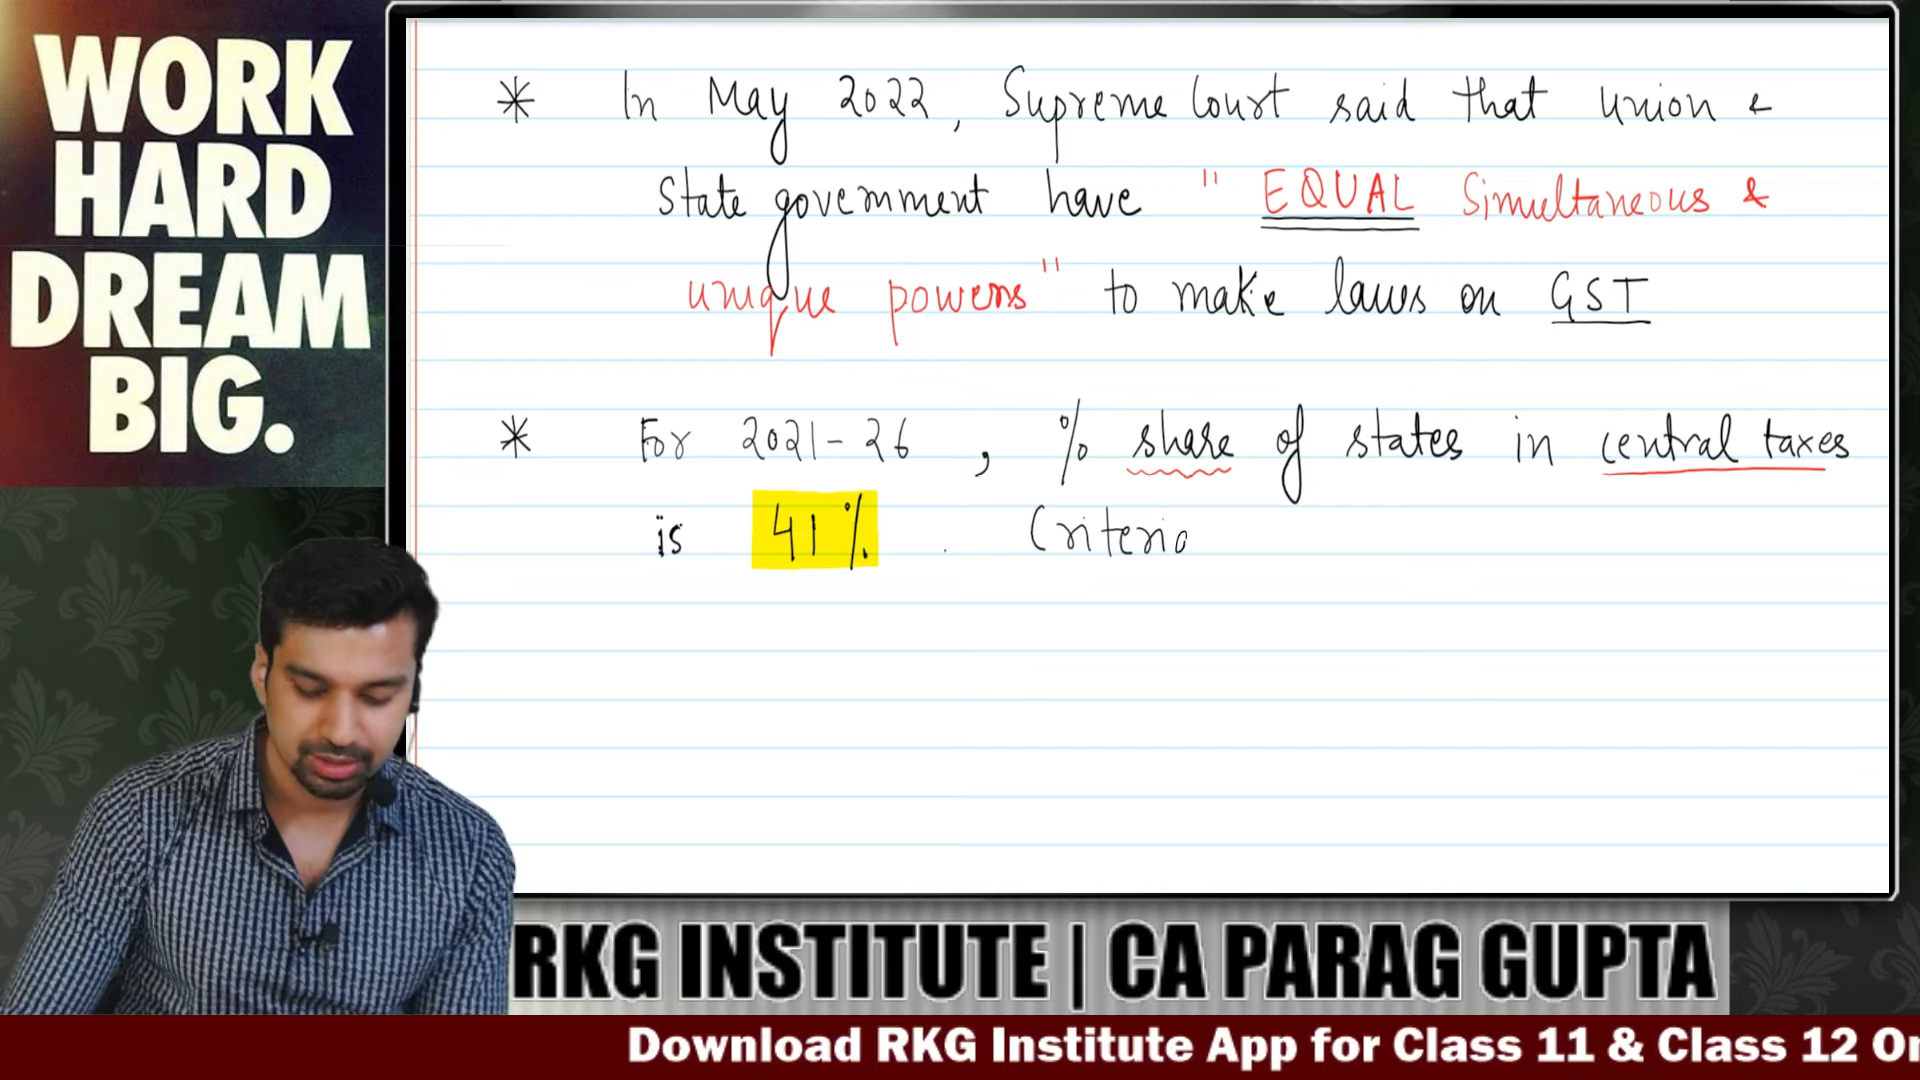 WORK
HARD
DREAM
BIG.
* In May 2022, Supreme Court said that union &
state government have " EQUAL Simultaneous &
unique powers " to make laws on GST
* For 2021-26, % share of states in central taxes
is 41%. Criteria
RKG INSTITUTE | CA PARAG GUPTA
Download RKG Institute App for Class 11 & Class 12 On